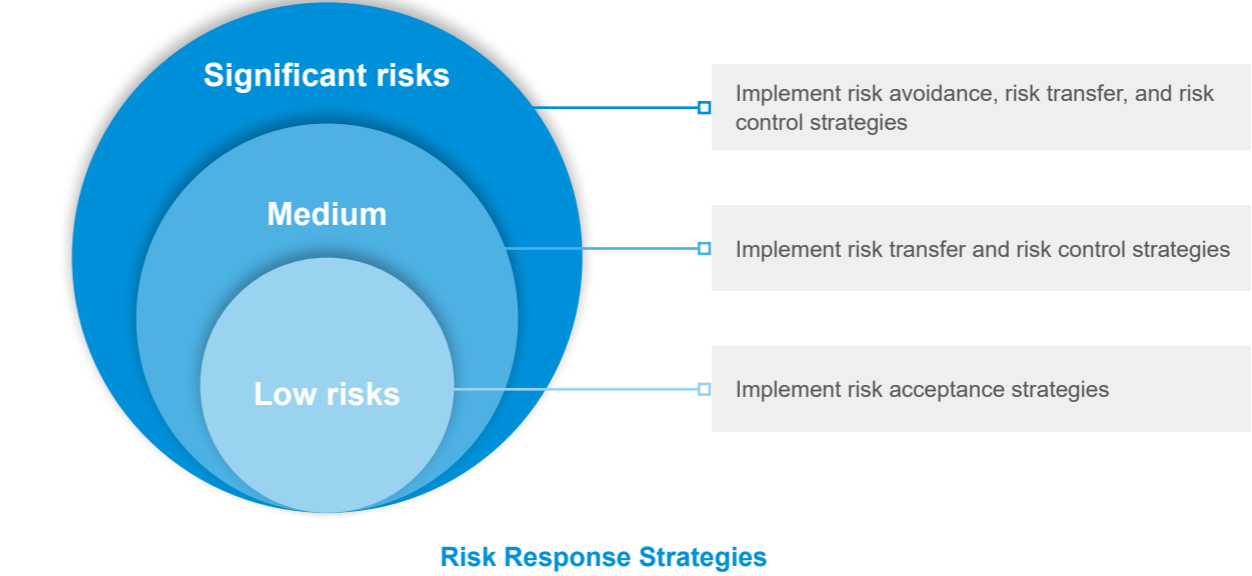 Significant risks
Implement risk avoidance, risk transfer, and risk
control strategies
Medium
Implement risk transfer and risk control strategies
Low risks
Implement risk acceptance strategies
Risk Response Strategies